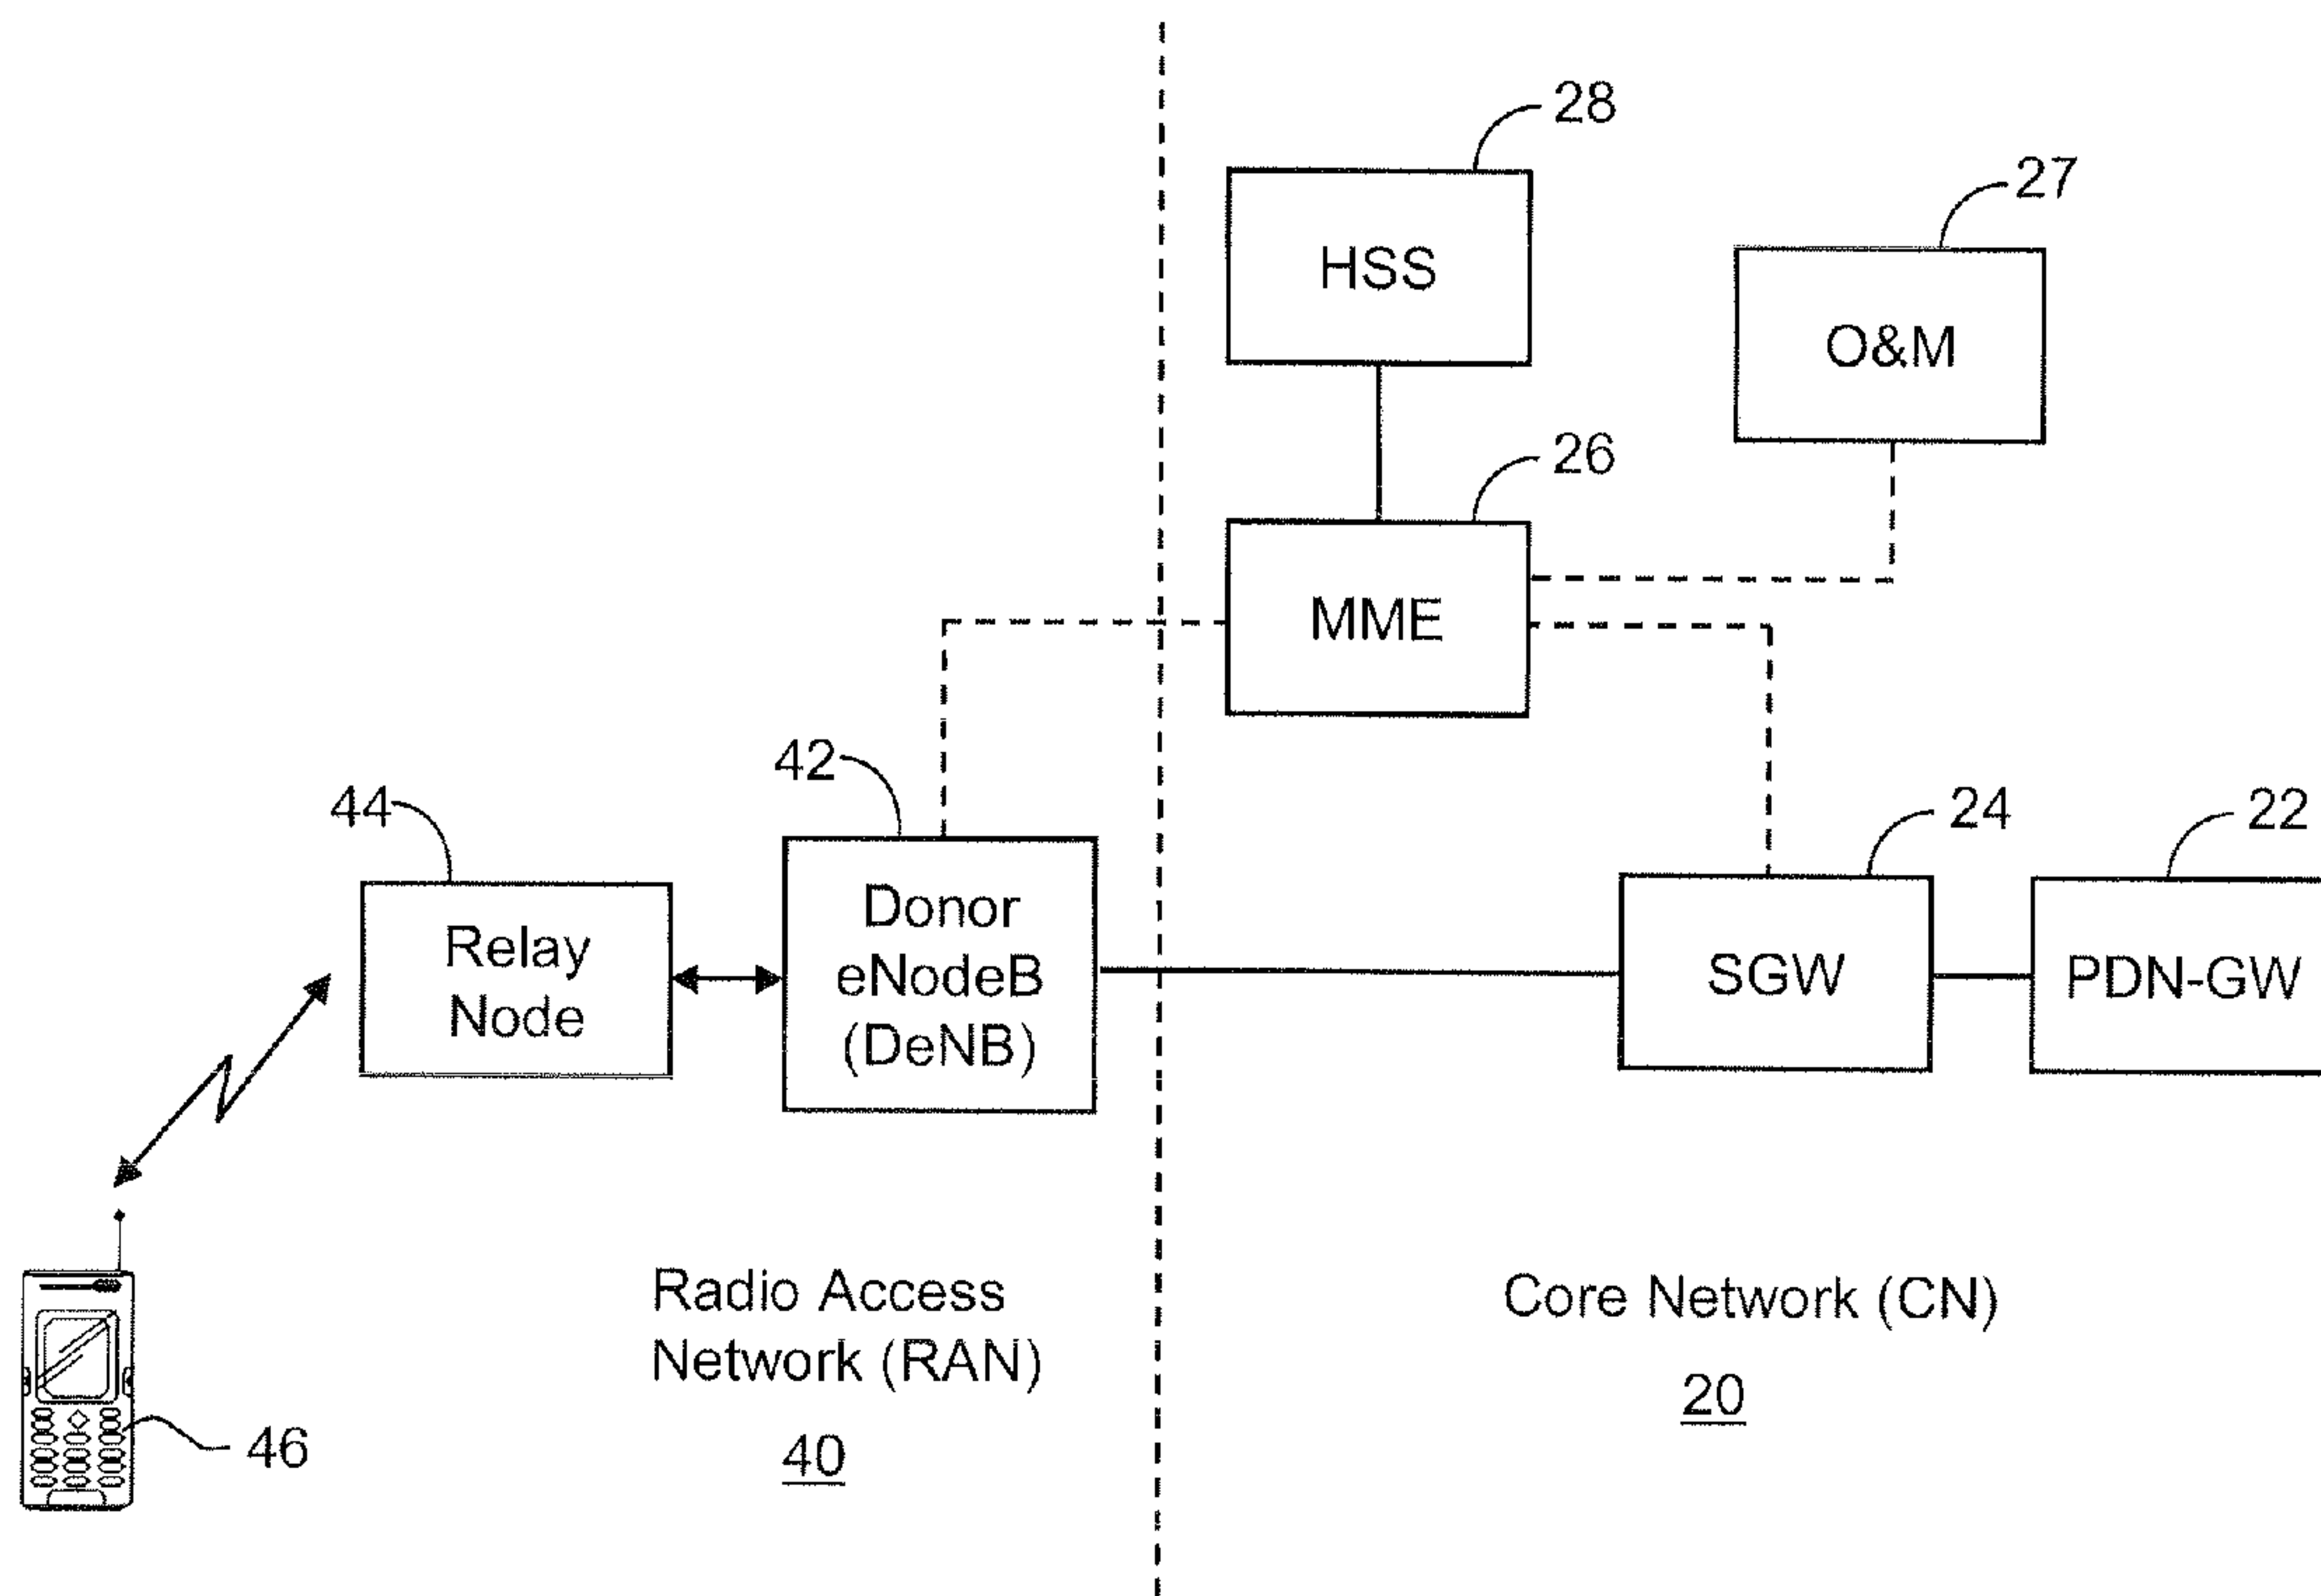 28
HSS
27
O&M
26
MME
42
44
24
22
Donor
eNodeB
(DeNB)
Relay
Node
SGW
PDN-GW
Radio Access
Network (RAN)
40
Core Network (CN)
20
46